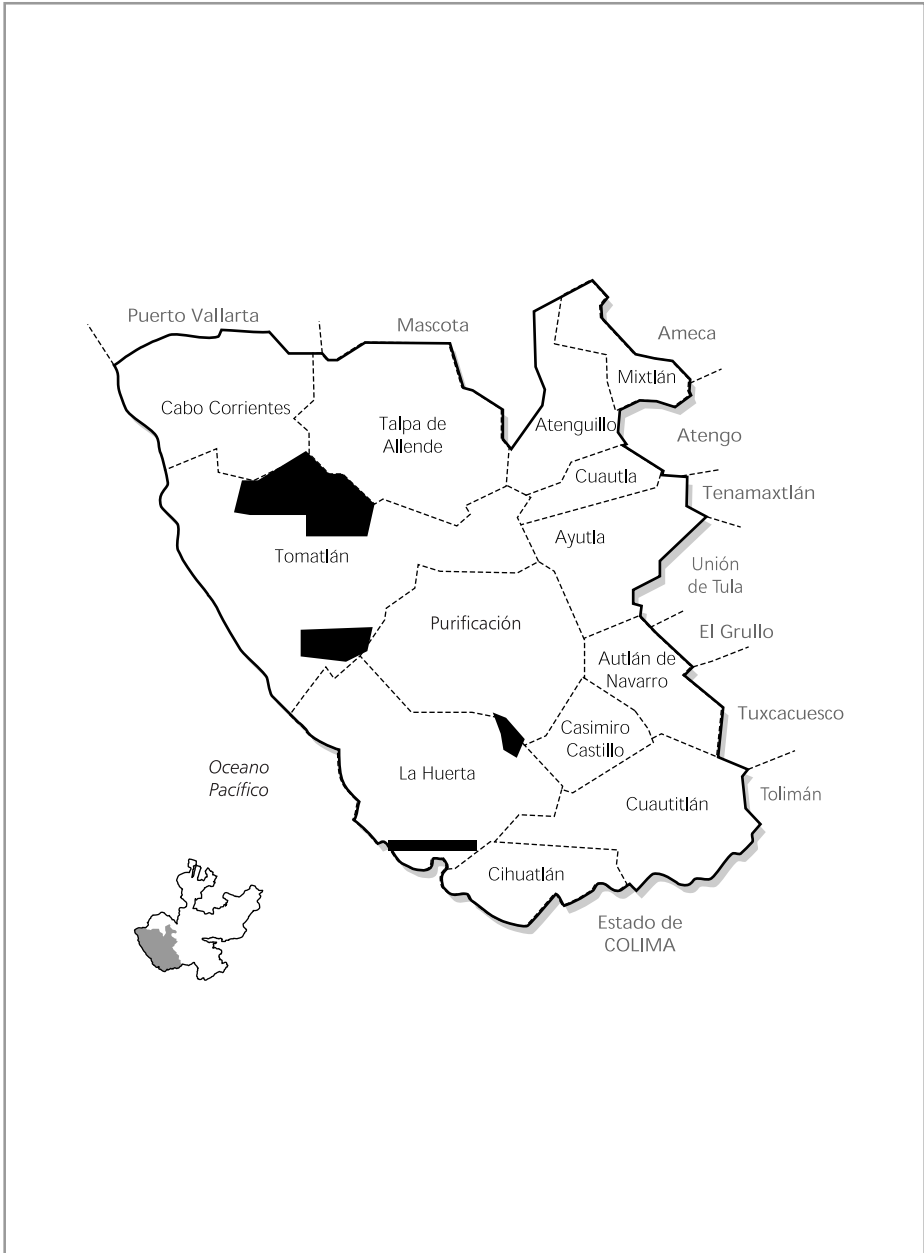 Puerto Vallarta
Mascota
Ameca
Mixtlán
Cabo Corrientes
Talpa de
Allende
Atenguillo
Atengo
Cuautla
Tenamaxtlán
Tomatlán
Ayutla
Unión
de Tula
Purificación
El Grullo
Autlán de
Navarro
Tuxcacuesco
Casimiro
Castillo
Oceano
Pacífico
La Huerta
Cuautitlán
Tolimán
Cihuatlán
Estado de
COLIMA